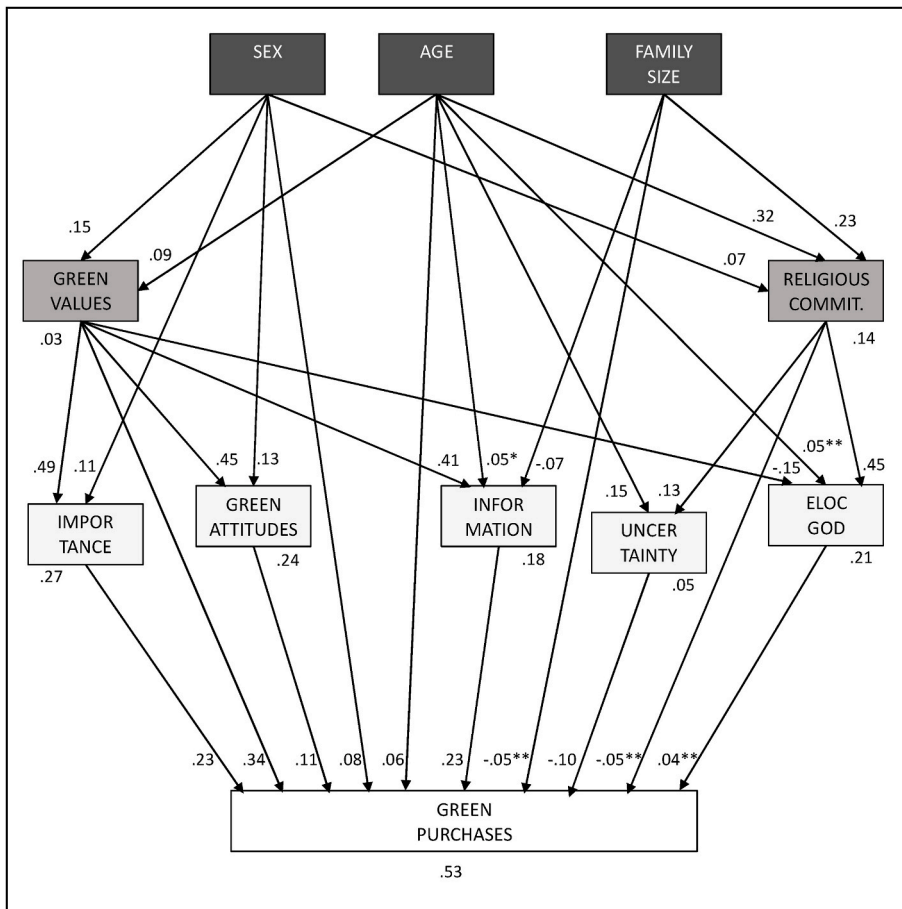 SEX
AGE
FAMILY
SIZE
.15
.09
.07
.32
.23
GREEN
VALUES
.03
RELIGIOUS
COMMIT.
.14
.49
.11
.45
.13
.41
.05*
-.07
.15
.13
-.15
.05**
.45
IMPOR
TANCE
.27
GREEN
ATTITUDES
.24
INFOR
MATION
.18
UNCER
TAINTY
.05
ELOC
GOD
.21
.23
.34
.11
.08
.06
.23
-.05**
-.10
-.05**
.04**
GREEN
PURCHASES
.53